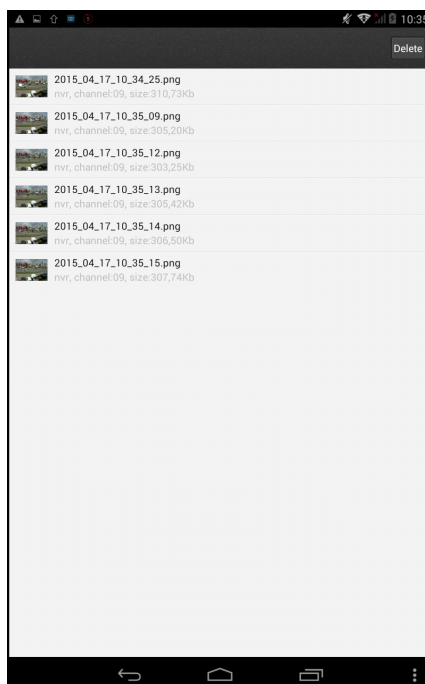 10:35
Delete
2015_04_17_10_34_25.png
nvr, channel:09, size:310,73Kb
2015_04_17_10_35_09.png
nvr, channel:09, size:305,20Kb
2015_04_17_10_35_12.png
nvr, channel:09, size:303,25Kb
2015_04_17_10_35_13.png
nvr, channel:09, size:305,42Kb
2015_04_17_10_35_14.png
nvr, channel:09, size:306,50Kb
2015_04_17_10_35_15.png
nvr, channel:09, size:307,74Kb